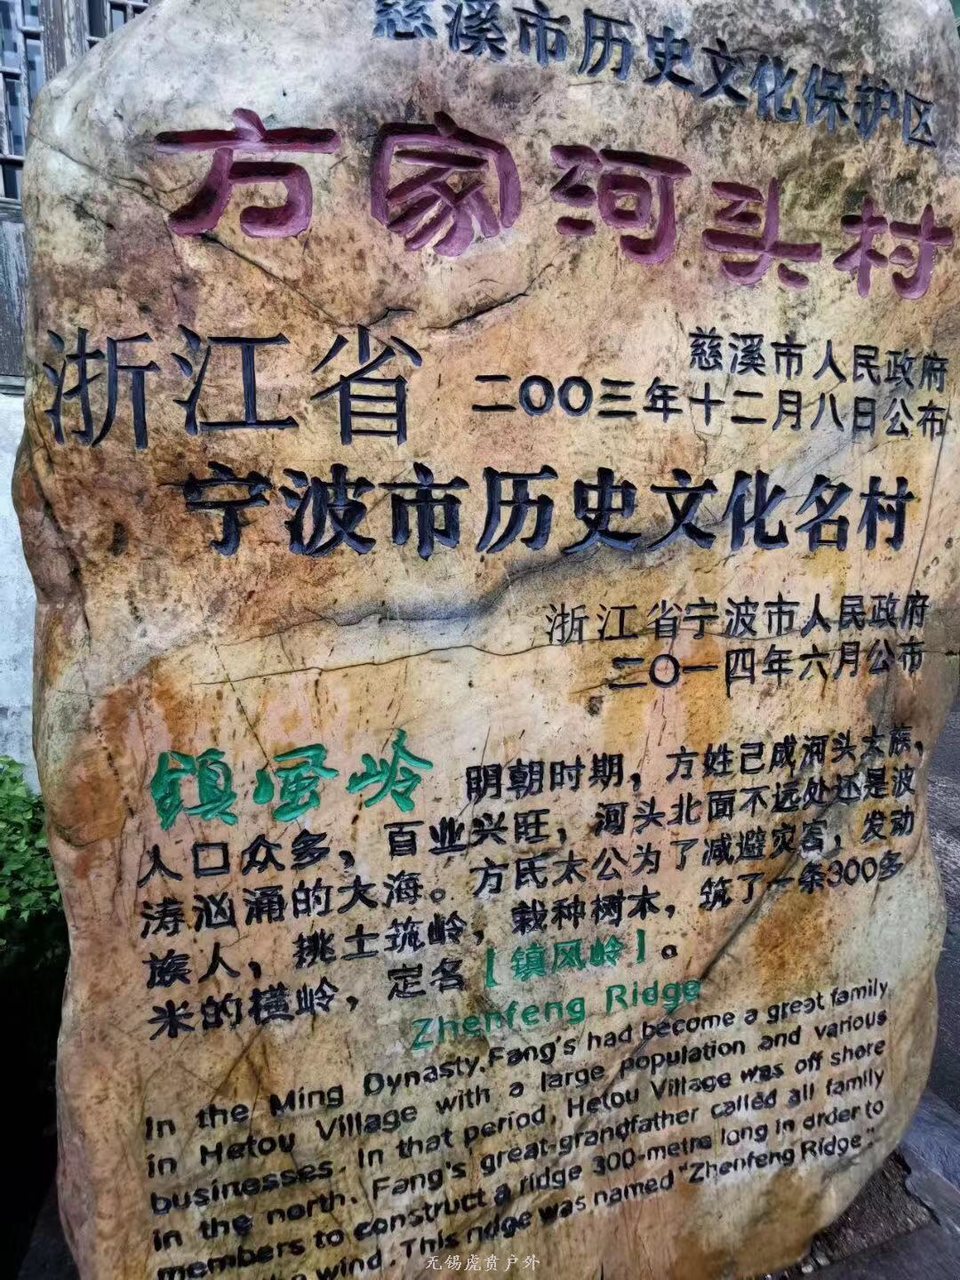 慈溪市历史文化保护区
方家河头村
慈溪市人民政府
二〇〇三年十二月八日公布
浙江省
宁波市历史文化名村
浙江省宁波市人民政府
二〇一四年六月公布
镇风岭 明朝时期，方姓已成河头大族，
人口众多，百业兴旺，河头北面不远处还是波
涛汹涌的大海。方氏太公为了减避灾害，发动
族人，挑土筑岭，栽种树木，筑了一条300多
米的横岭，定名【镇风岭】。
Zhenfeng Ridge
In the Ming Dynasty,Fang's had become a great family
in Hetou Village with a large population and various
businesses. In that period, Hetou Village was off shore
in the north. Fang's great-grandfather called all family
members to construct a ridge 300-metre long in order to
wind. This ridge was named "Zhenfeng Ridge".
无锡虎贲户外